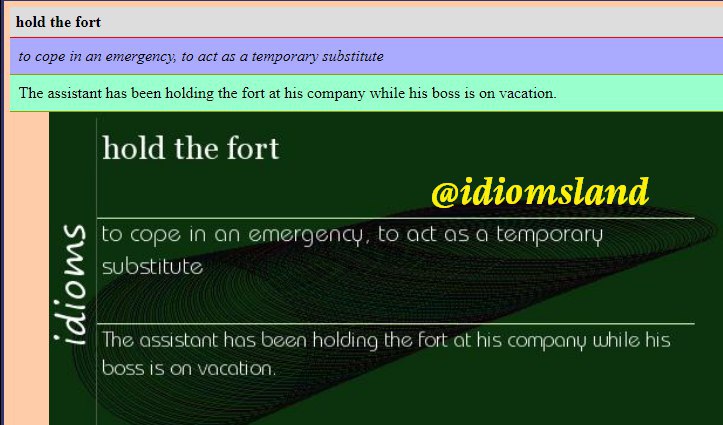 hold the fort
to cope in an emergency, to act as a temporary substitute
The assistant has been holding the fort at his company while his boss is on vacation.
hold the fort
@idiomsland
to cope in an emergency, to act as a temporary
substitute
idioms
The assistant has been holding the fort at his company while his
boss is on vacation.